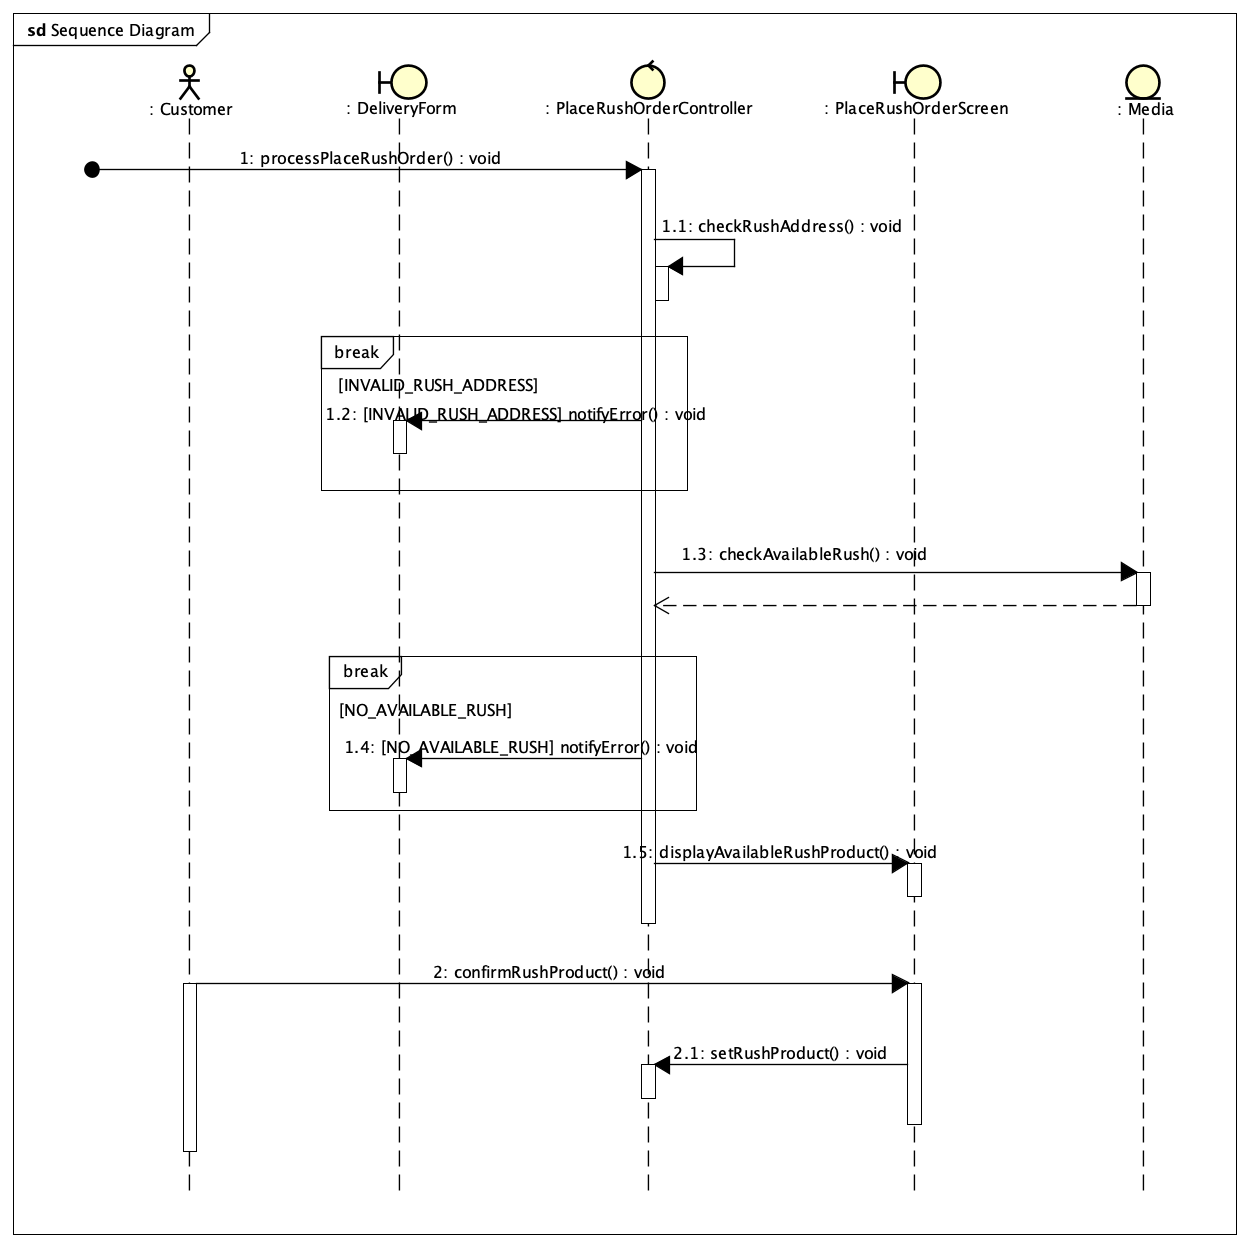 sd Sequence Diagram
: Customer
: DeliveryForm
: PlaceRushOrderController
: PlaceRushOrderScreen
: Media
1: processPlaceRushOrder() : void
1.1: checkRushAddress() : void
break
[INVALID_RUSH_ADDRESS]
1.2: [INVALID_RUSH_ADDRESS] notifyError() : void
1.3: checkAvailableRush() : void
break
[NO_AVAILABLE_RUSH]
1.4: [NO_AVAILABLE_RUSH] notifyError() : void
1.5: displayAvailableRushProduct() : void
2: confirmRushProduct() : void
2.1: setRushProduct() : void